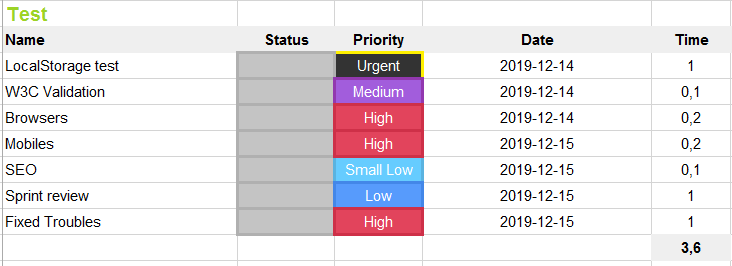 Test
Name Status Priority Date Time
LocalStorage test Urgent 2019-12-14 1
W3C Validation Medium 2019-12-14 0,1
Browsers High 2019-12-14 0,2
Mobiles High 2019-12-15 0,2
SEO Small Low 2019-12-15 0,1
Sprint review Low 2019-12-15 1
Fixed Troubles High 2019-12-15 1
3,6